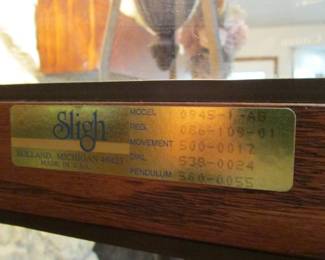 Sligh
HOLLAND, MICHIGAN 49423
MADE IN U.S.A.
MODEL 0945-1-AB
REG. 086-109-01
MOVEMENT 500-0017
DIAL 538-0024
PENDULUM 560-0055